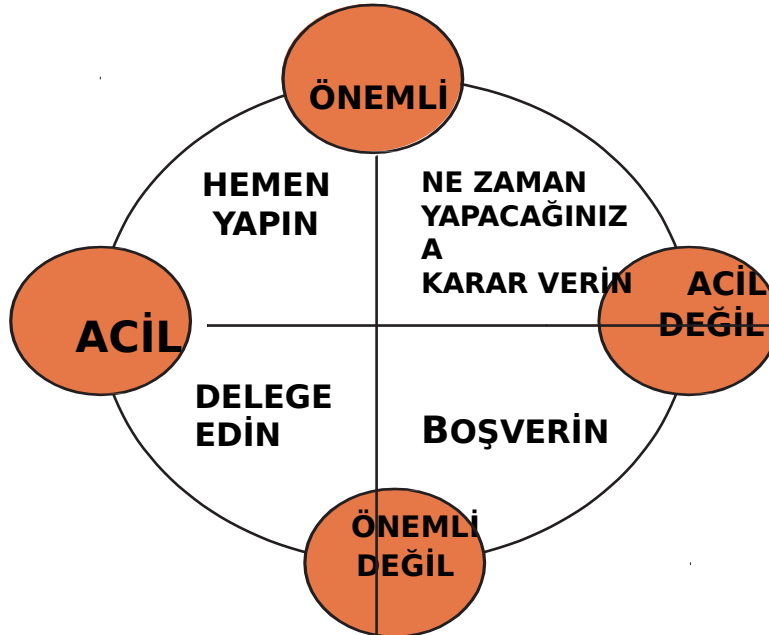 ÖNEMLİ
HEMEN
YAPIN
NE ZAMAN
YAPACAĞINIZ
A
KARAR VERİN
ACİL
ACİL
DEĞİL
DELEGE
EDİN
BOŞVERİN
ÖNEMLİ
DEĞİL